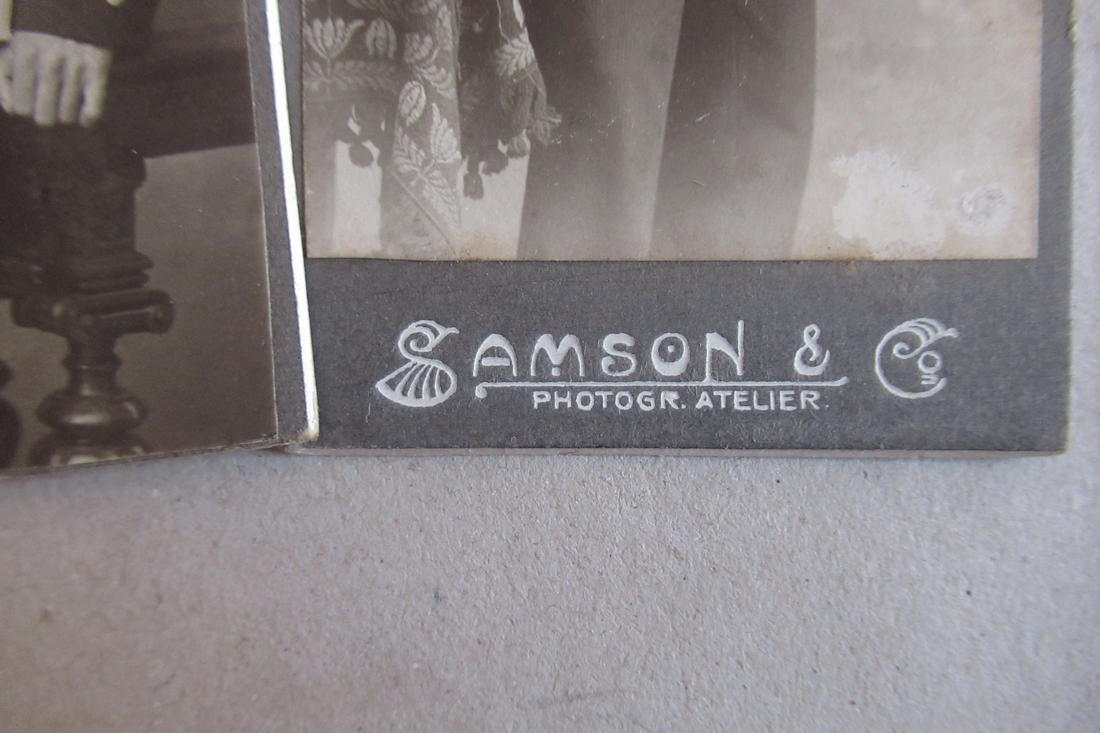 SAMSON & Co
PHOTOGR. ATELIER.